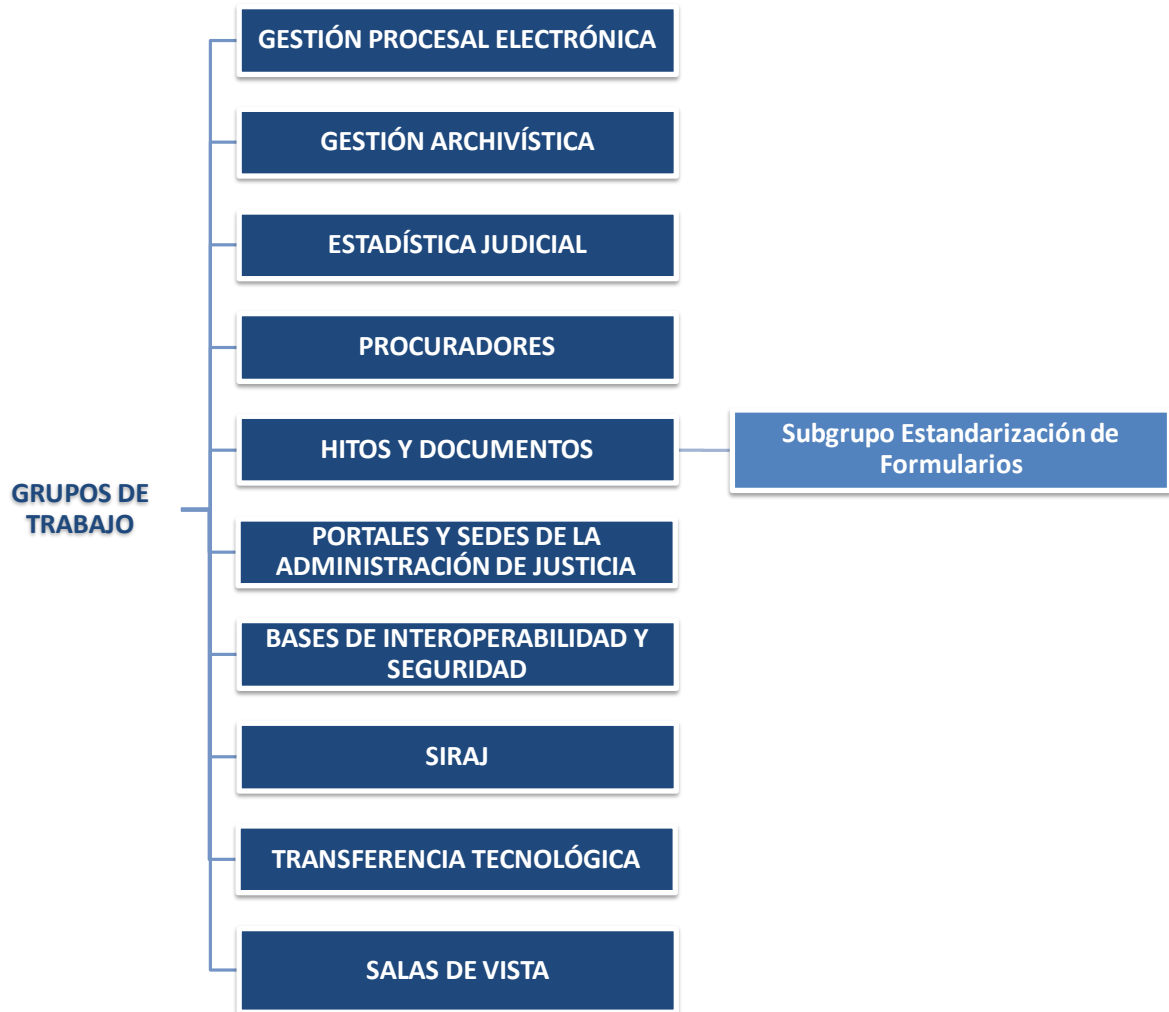 GESTIÓN PROCESAL ELECTRÓNICA
GESTIÓN ARCHIVÍSTICA
ESTADÍSTICA JUDICIAL
PROCURADORES
HITOS Y DOCUMENTOS
Subgrupo Estandarización de
Formularios
GRUPOS DE
TRABAJO
PORTALES Y SEDES DE LA
ADMINISTRACIÓN DE JUSTICIA
BASES DE INTEROPERABILIDAD Y
SEGURIDAD
SIRAJ
TRANSFERENCIA TECNOLÓGICA
SALAS DE VISTA